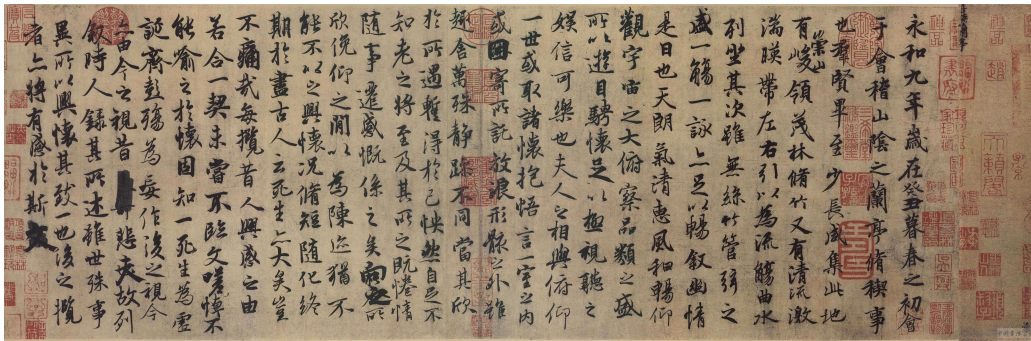 永和九年歲在癸丑暮春之初會
于會稽山陰之蘭亭脩稧事
也羣賢畢至少長咸集此地
有崇山峻領茂林脩竹又有清流激
湍暎帶左右引以為流觴曲水
列坐其次雖無絲竹管弦之
盛一觴一詠亦足以暢敘幽情
是日也天朗氣清惠風和暢仰
觀宇宙之大俯察品類之盛
所以遊目騁懷足以極視聽之
娛信可樂也夫人之相與俯仰
一世或取諸懷抱悟言一室之內
或因寄所託放浪形骸之外雖
趣舍萬殊靜躁不同當其欣
於所遇暫得於己怏然自足不
知老之將至及其所之既惓情
隨事遷感慨係之矣向之所
欣俛仰之間以為陳迹猶不
能不以之興懷況脩短隨化終
期於盡古人云死生亦大矣豈
不痛哉每攬昔人興感之由
若合一契未嘗不臨文嗟悼不
能喻之於懷固知一死生為虛
誕齊彭殤為妄作後之視今
亦由今之視昔悲夫故列
敘時人錄其所述雖世殊事
異所以興懷其致一也後之攬
者亦將有感於斯文